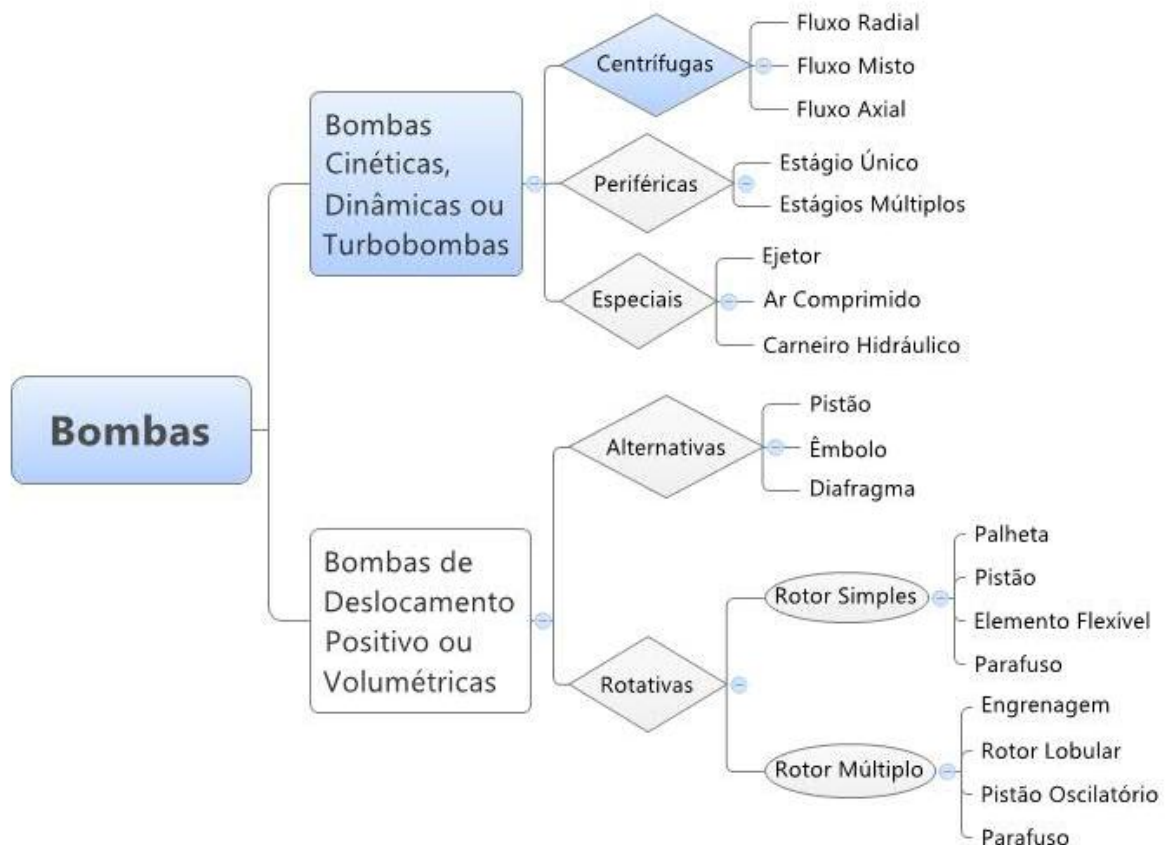 Bombas
Bombas
Cinéticas,
Dinâmicas ou
Turbobombas
Centrífugas
Fluxo Radial
Fluxo Misto
Fluxo Axial
Periféricas
Estágio Único
Estágios Múltiplos
Especiais
Ejetor
Ar Comprimido
Carneiro Hidráulico
Bombas de
Deslocamento
Positivo ou
Volumétricas
Alternativas
Pistão
Êmbolo
Diafragma
Rotativas
Rotor Simples
Palheta
Pistão
Elemento Flexível
Parafuso
Rotor Múltiplo
Engrenagem
Rotor Lobular
Pistão Oscilatório
Parafuso